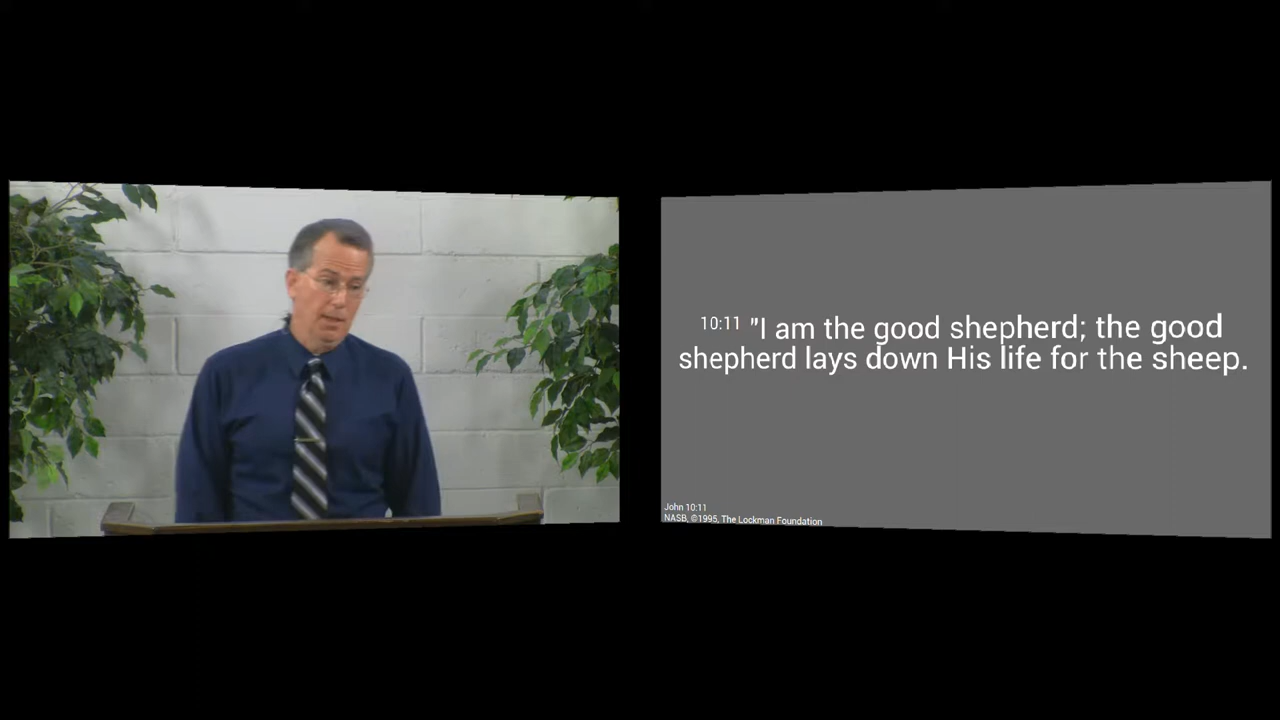 10:11 "I am the good shepherd; the good
shepherd lays down His life for the sheep.
John 10:11
NASB, ©1995, The Lockman Foundation